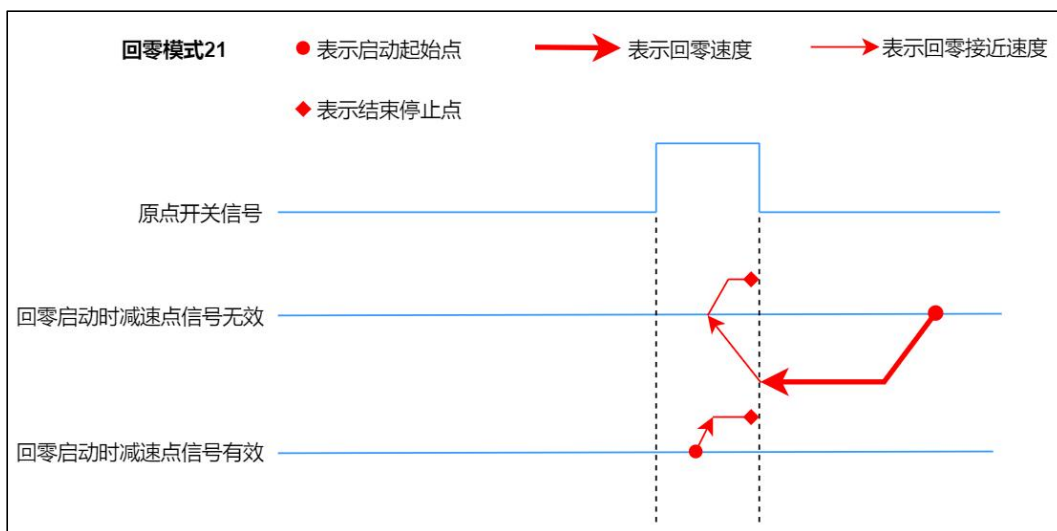 回零模式21 表示启动起始点 表示回零速度 表示回零接近速度
表示结束停止点
原点开关信号
回零启动时减速点信号无效
回零启动时减速点信号有效